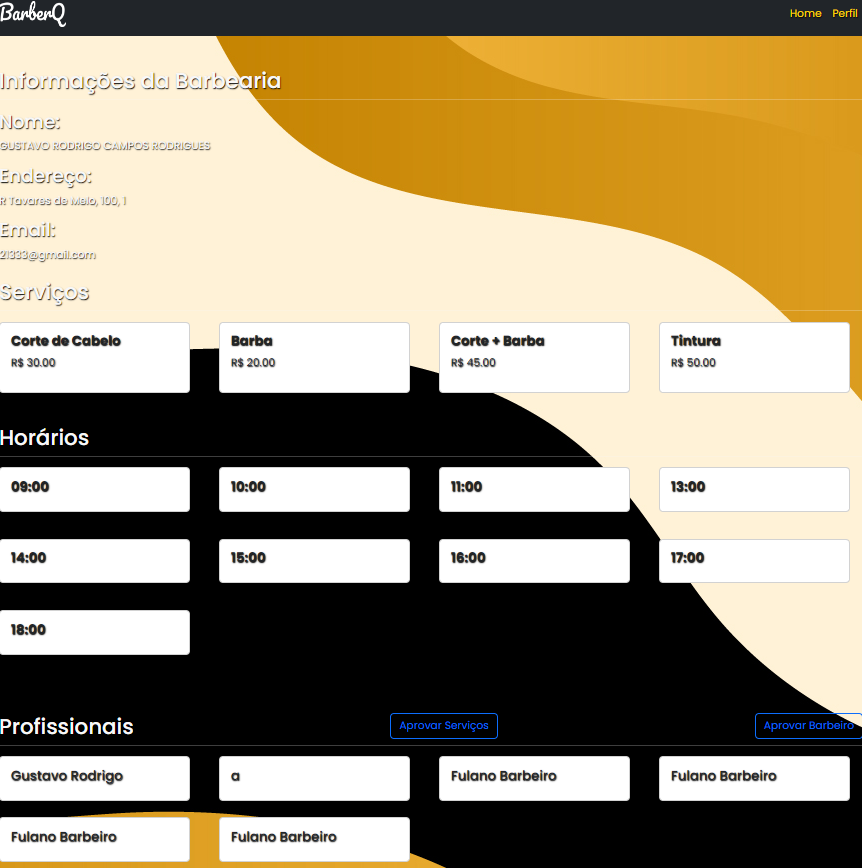 BarberQ
Home Perfil
Informações da Barbearia
Nome:
GUSTAVO RODRIGO CAMPOS RODRIGUES
Endereço:
R Tavares de Melo, 100, 1
Email:
21333@gmail.com
Serviços
Corte de Cabelo Barba Corte + Barba Tintura
R$ 30.00 R$ 20.00 R$ 45.00 R$ 50.00
Horários
09:00 10:00 11:00 13:00
14:00 15:00 16:00 17:00
18:00
Profissionais Aprovar Serviços Aprovar Barbeiro
Gustavo Rodrigo a Fulano Barbeiro Fulano Barbeiro
Fulano Barbeiro Fulano Barbeiro